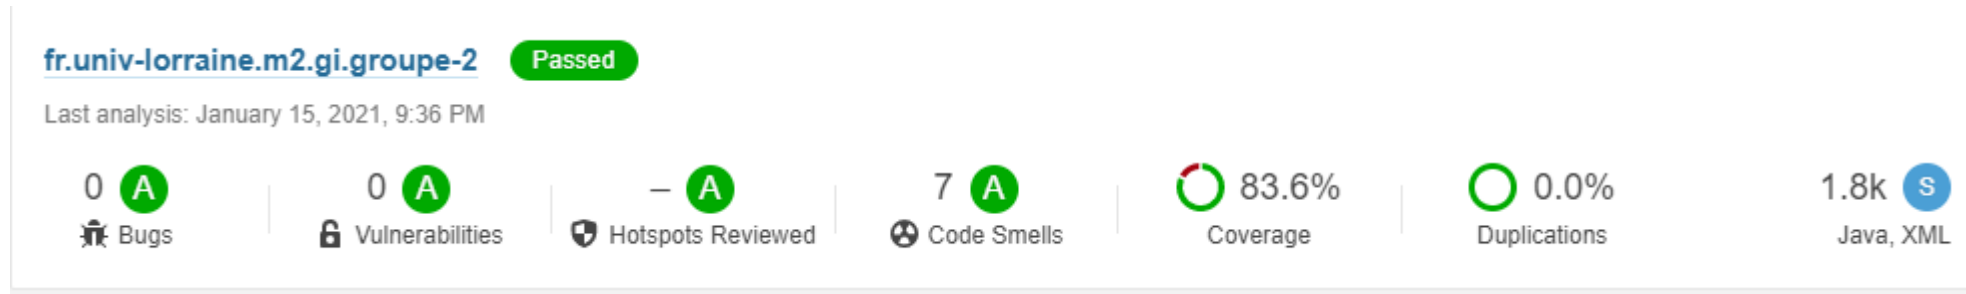 fr.univ-lorraine.m2.gi.groupe-2 Passed
Last analysis: January 15, 2021, 9:36 PM
0 A 0 A – A 7 A 83.6% 0.0% 1.8k S
Bugs Vulnerabilities Hotspots Reviewed Code Smells Coverage Duplications Java, XML